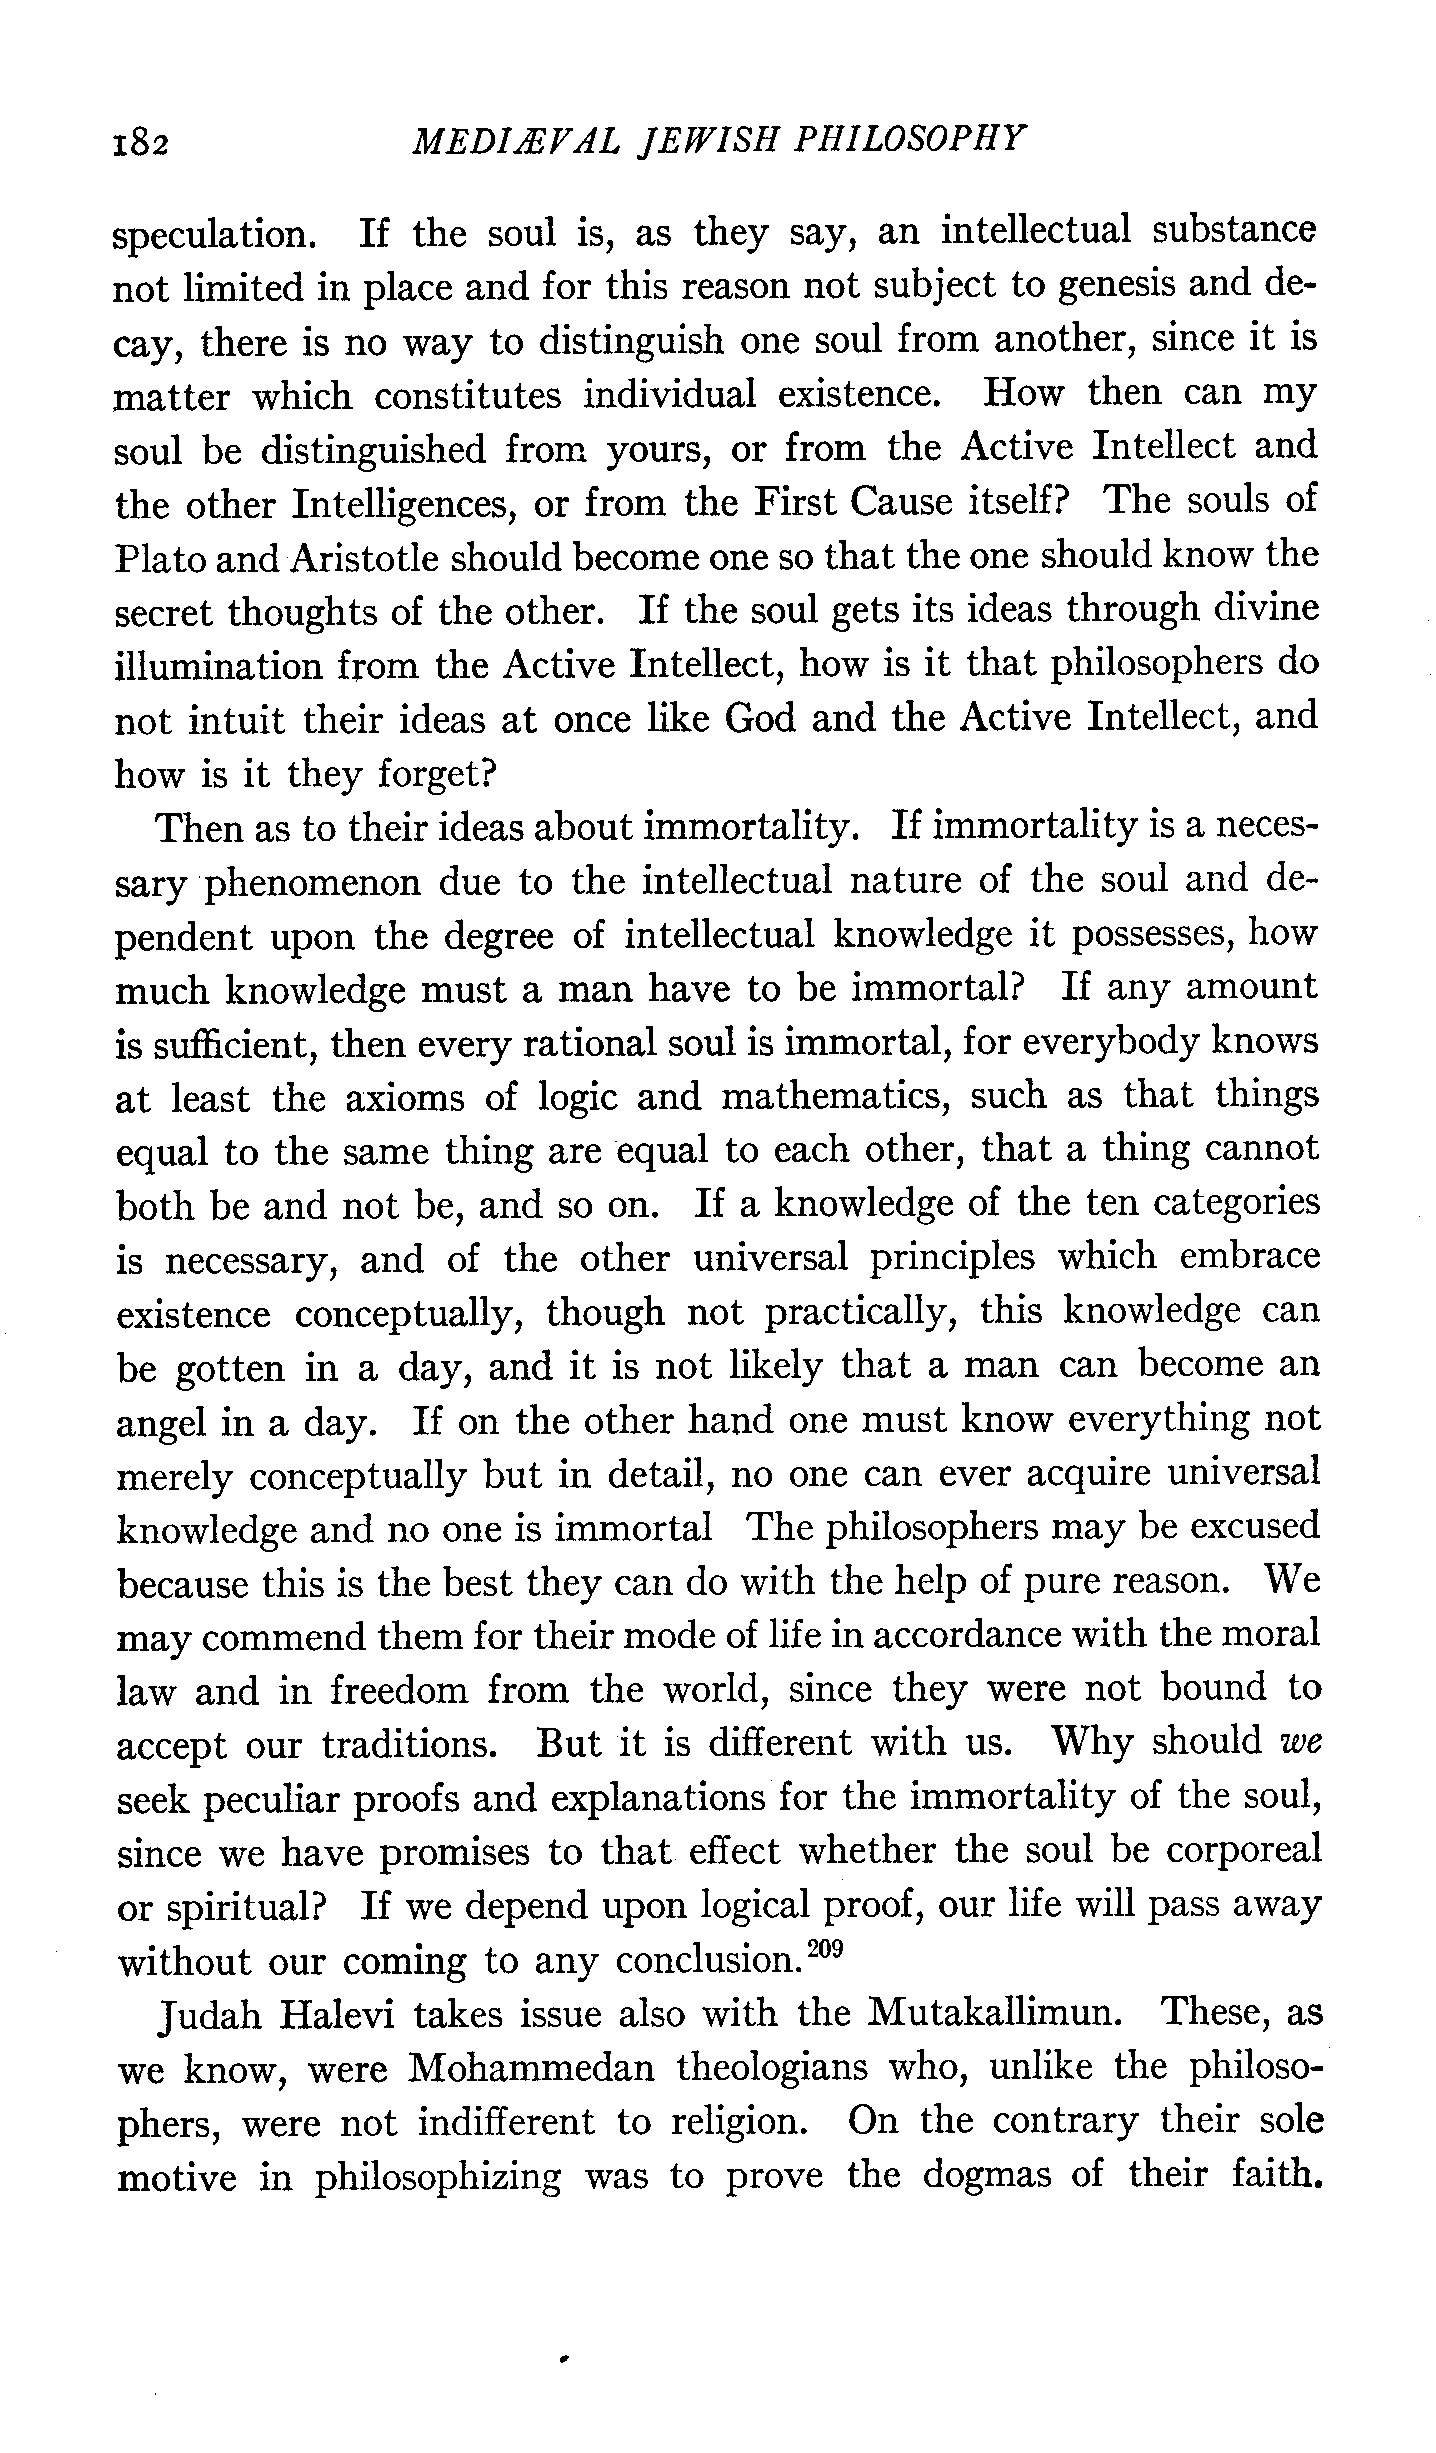 182 MEDIÆVAL JEWISH PHILOSOPHY
speculation. If the soul is, as they say, an intellectual substance
not limited in place and for this reason not subject to genesis and de-
cay, there is no way to distinguish one soul from another, since it is
matter which constitutes individual existence. How then can my
soul be distinguished from yours, or from the Active Intellect and
the other Intelligences, or from the First Cause itself? The souls of
Plato and Aristotle should become one so that the one should know the
secret thoughts of the other. If the soul gets its ideas through divine
illumination from the Active Intellect, how is it that philosophers do
not intuit their ideas at once like God and the Active Intellect, and
how is it they forget?
Then as to their ideas about immortality. If immortality is a neces-
sary phenomenon due to the intellectual nature of the soul and de-
pendent upon the degree of intellectual knowledge it possesses, how
much knowledge must a man have to be immortal? If any amount
is sufficient, then every rational soul is immortal, for everybody knows
at least the axioms of logic and mathematics, such as that things
equal to the same thing are equal to each other, that a thing cannot
both be and not be, and so on. If a knowledge of the ten categories
is necessary, and of the other universal principles which embrace
existence conceptually, though not practically, this knowledge can
be gotten in a day, and it is not likely that a man can become an
angel in a day. If on the other hand one must know everything not
merely conceptually but in detail, no one can ever acquire universal
knowledge and no one is immortal The philosophers may be excused
because this is the best they can do with the help of pure reason. We
may commend them for their mode of life in accordance with the moral
law and in freedom from the world, since they were not bound to
accept our traditions. But it is different with us. Why should we
seek peculiar proofs and explanations for the immortality of the soul,
since we have promises to that effect whether the soul be corporeal
or spiritual? If we depend upon logical proof, our life will pass away
without our coming to any conclusion.209
Judah Halevi takes issue also with the Mutakallimun. These, as
we know, were Mohammedan theologians who, unlike the philoso-
phers, were not indifferent to religion. On the contrary their sole
motive in philosophizing was to prove the dogmas of their faith.